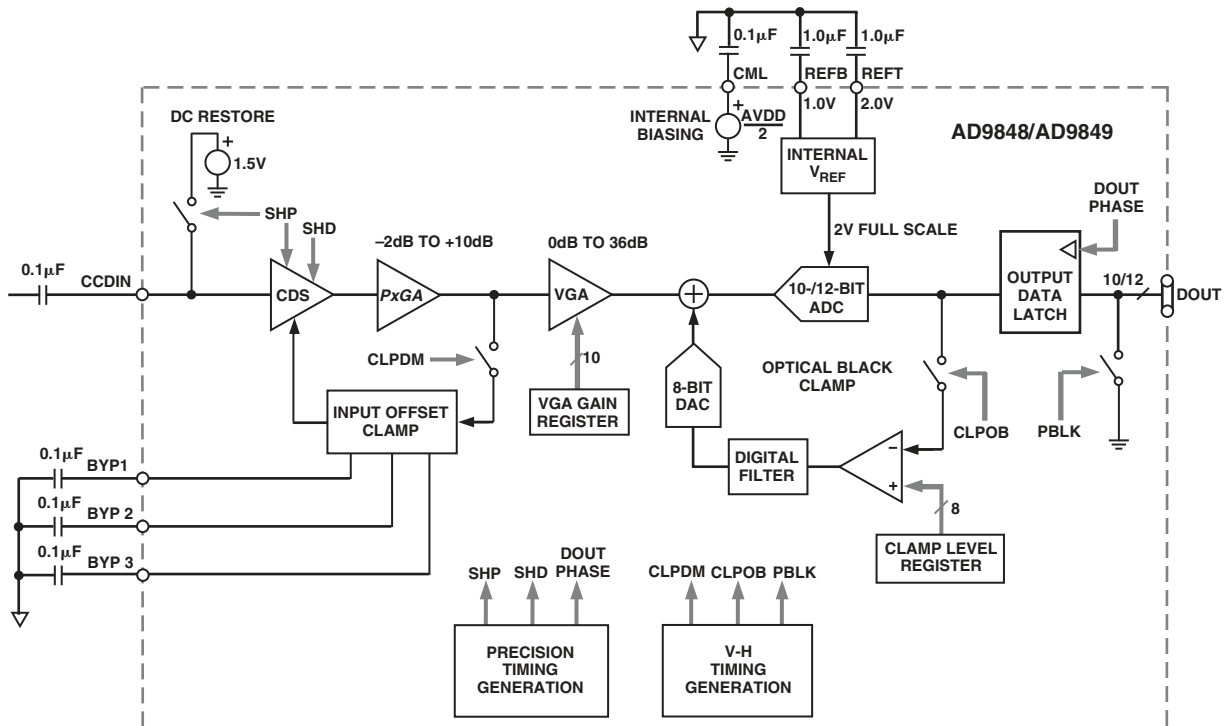 0.1µF
1.0µF
1.0µF
CML
REFB
REFT
1.0V
2.0V
DC RESTORE
+
1.5V
INTERNAL
BIASING
+
AVDD
2
AD9848/AD9849
INTERNAL
VREF
DOUT
PHASE
SHP
SHD
–2dB TO +10dB
0dB TO 36dB
2V FULL SCALE
0.1µF
CCDIN
CDS
PxGA
VGA
+
10-/12-BIT
ADC
OUTPUT
DATA
LATCH
10/12
DOUT
CLPDM
10
8-BIT
DAC
OPTICAL BLACK
CLAMP
INPUT OFFSET
CLAMP
VGA GAIN
REGISTER
CLPOB
PBLK
DIGITAL
FILTER
–
+
8
0.1µF
BYP1
0.1µF
BYP 2
0.1µF
BYP 3
CLAMP LEVEL
REGISTER
SHP
SHD
DOUT
PHASE
CLPDM
CLPOB
PBLK
PRECISION
TIMING
GENERATION
V-H
TIMING
GENERATION